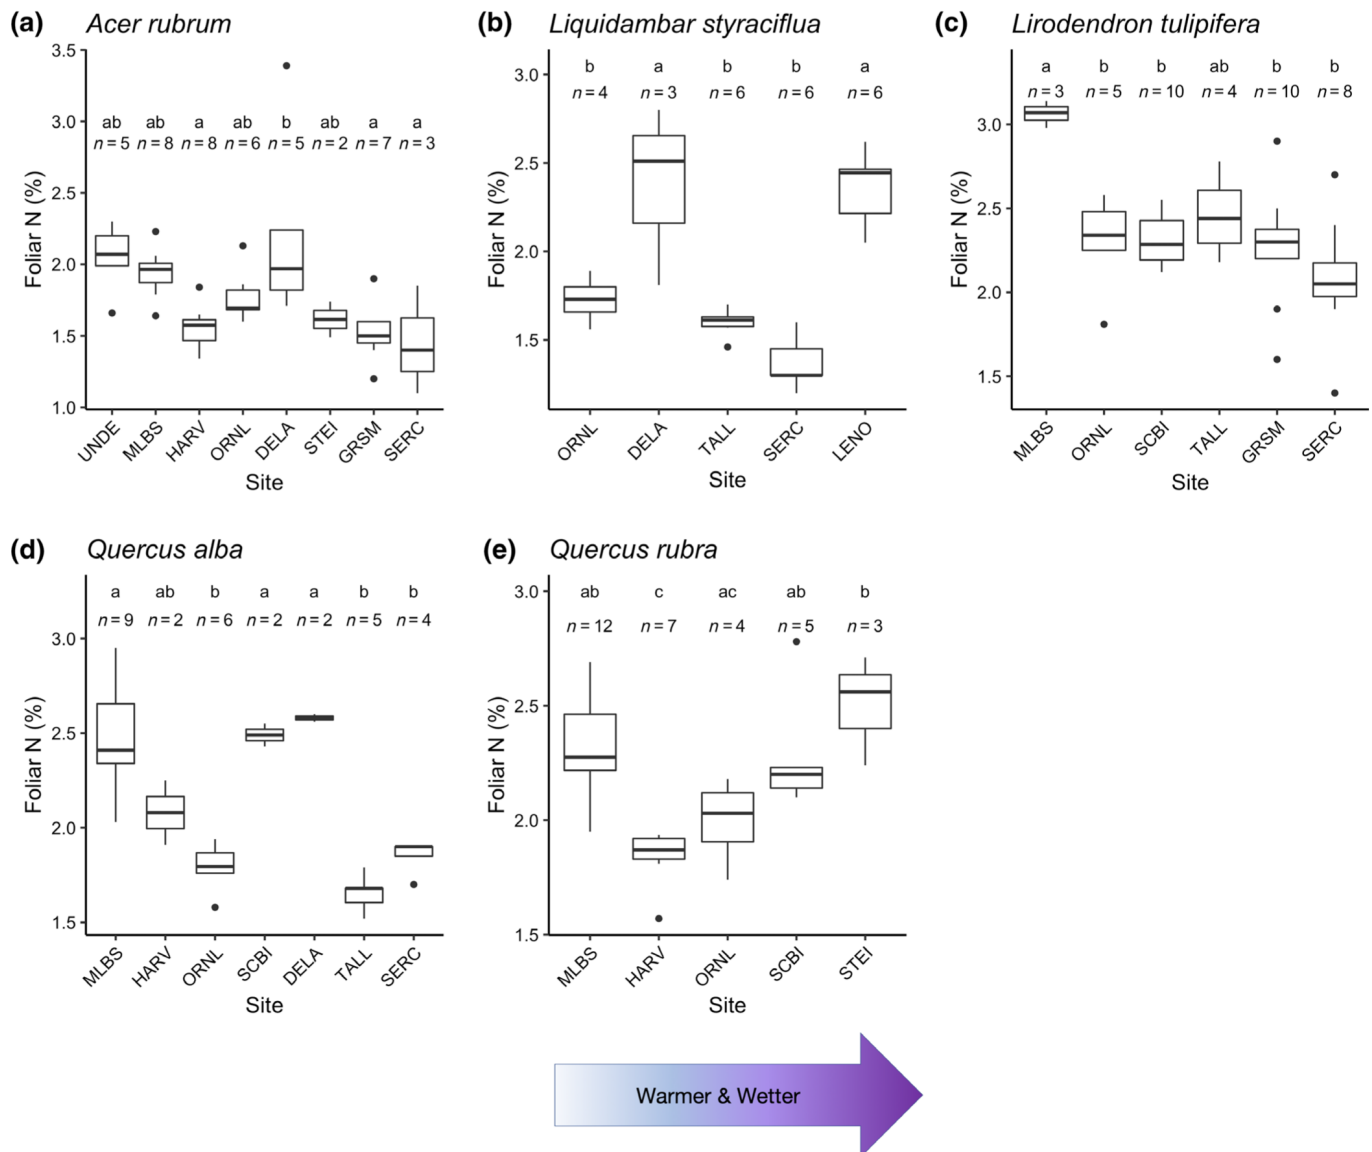 (a) Acer rubrum
3.5
3.0
2.5
2.0
1.5
1.0
Foliar N (%)
ab ab a ab b ab a a
n = 5 n = 8 n = 8 n = 6 n = 5 n = 2 n = 7 n = 3
UNDE MLBS HARV ORNL DELA STEI GRSM SERC
Site
(b) Liquidambar styraciflua
3.0
2.5
2.0
1.5
Foliar N (%)
b a b b a
n = 4 n = 3 n = 6 n = 6 n = 6
ORNL DELA TALL SERC LENO
Site
(c) Lirodendron tulipifera
3.0
2.5
2.0
1.5
Foliar N (%)
a b b ab b b
n = 3 n = 5 n = 10 n = 4 n = 10 n = 8
MLBS ORNL SCBI TALL GRSM SERC
Site
(d) Quercus alba
3.0
2.5
2.0
1.5
Foliar N (%)
a ab b a a b b
n = 9 n = 2 n = 6 n = 2 n = 2 n = 5 n = 4
MLBS HARV ORNL SCBI DELA TALL SERC
Site
(e) Quercus rubra
3.0
2.5
2.0
1.5
Foliar N (%)
ab c ac ab b
n = 12 n = 7 n = 4 n = 5 n = 3
MLBS HARV ORNL SCBI STEI
Site
Warmer & Wetter